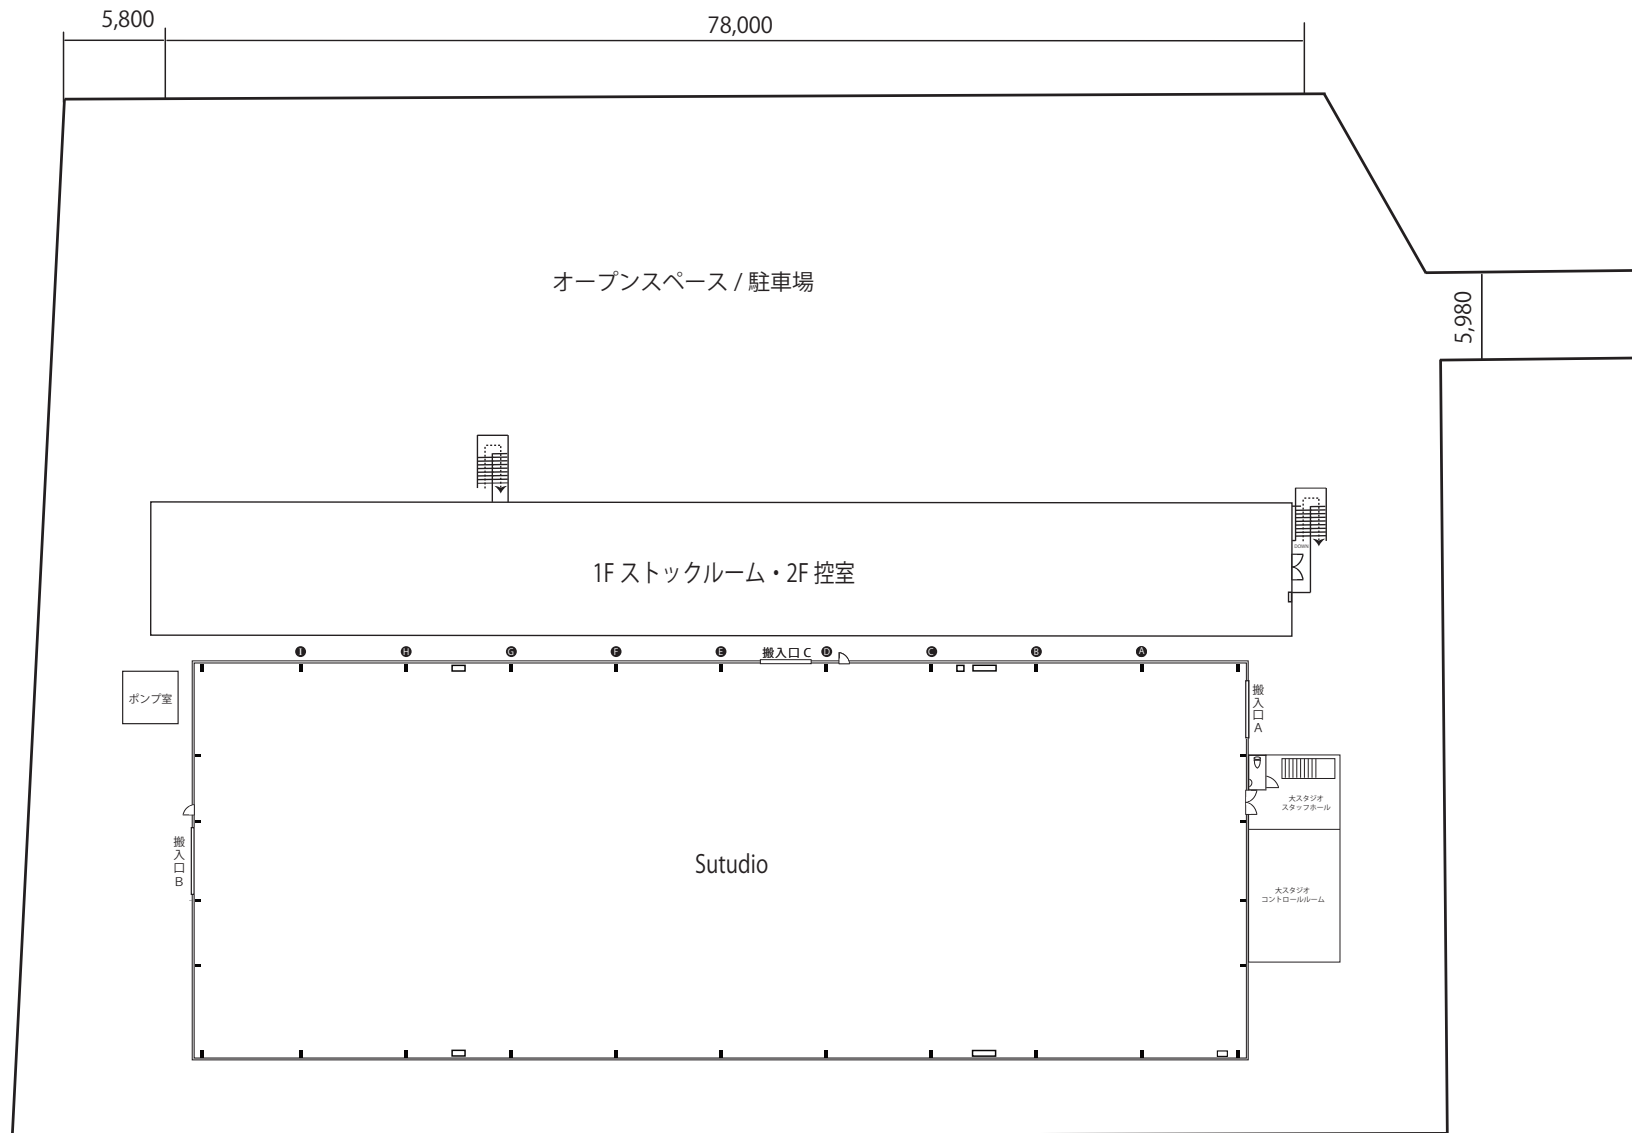 5,800
78,000
オープンスペース / 駐車場
5,980
DOWN
1F ストックルーム・2F 控室
I
H
G
F
E
搬入口 C
D
C
B
A
ポンプ室
搬入口A
大スタジオ
スタッフホール
搬入口B
Sutudio
大スタジオ
コントロールルーム